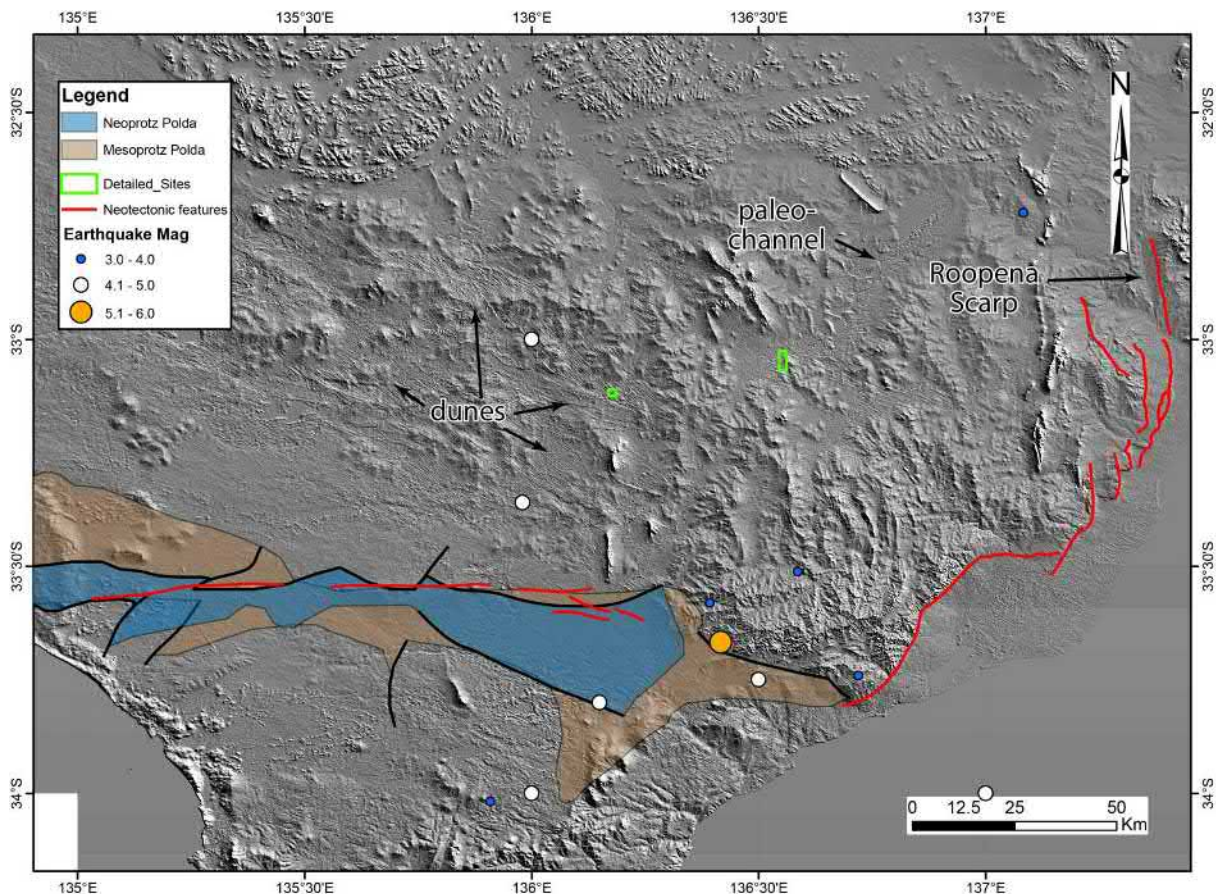 135°E 135°30'E 136°E 136°30'E 137°E
Legend
Neoprotz Polda
Mesoprotz Polda
Detailed_Sites
Neotectonic features
Earthquake Mag
3.0 - 4.0
4.1 - 5.0
5.1 - 6.0
N
paleo-
channel
Roopena
Scarp
dunes
32°30'S
33°S
33°30'S
34°S
32°30'S
33°S
33°30'S
34°S
0 12.5 25 50
Km
135°E 135°30'E 136°E 136°30'E 137°E